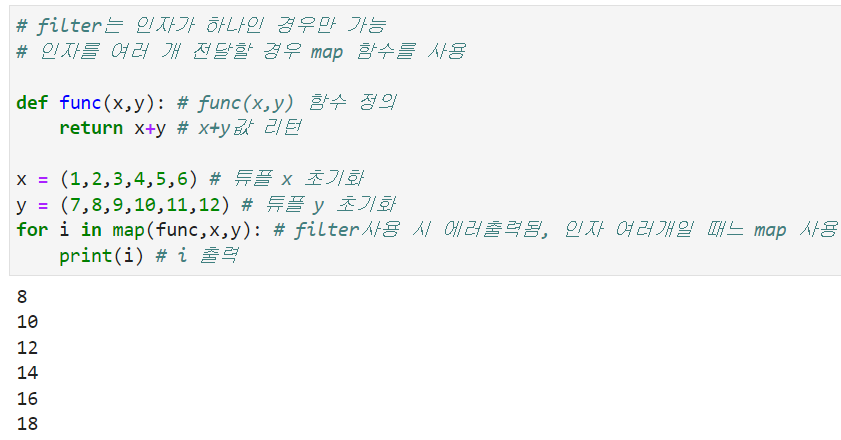 # filter는 인자가 하나인 경우만 가능
# 인자를 여러 개 전달할 경우 map 함수를 사용
def func(x,y): # func(x,y) 함수 정의
    return x+y # x+y값 리턴
x = (1,2,3,4,5,6) # 튜플 x 초기화
y = (7,8,9,10,11,12) # 튜플 y 초기화
for i in map(func,x,y): # filter사용 시 에러출력됨, 인자 여러개일 때느 map 사용
    print(i) # i 출력
8
10
12
14
16
18